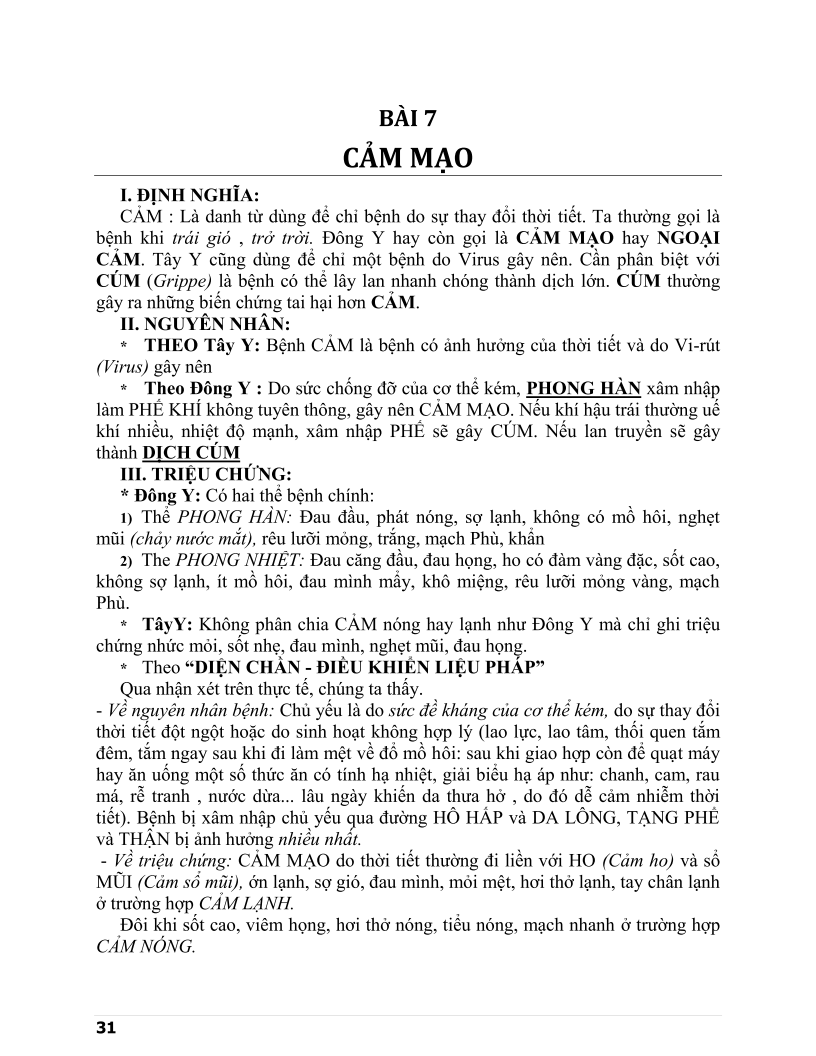 BÀI 7
CẢM MẠO
I. ĐỊNH NGHĨA:
CẢM : Là danh từ dùng để chỉ bệnh do sự thay đổi thời tiết. Ta thường gọi là
bệnh khi trái gió , trở trời. Đông Y hay còn gọi là CẢM MẠO hay NGOẠI
CẢM. Tây Y cũng dùng để chỉ một bệnh do Virus gây nên. Cần phân biệt với
CÚM (Grippe) là bệnh có thể lây lan nhanh chóng thành dịch lớn. CÚM thường
gây ra những biến chứng tai hại hơn CẢM.
II. NGUYÊN NHÂN:
* THEO Tây Y: Bệnh CẢM là bệnh có ảnh hưởng của thời tiết và do Vi-rút
(Virus) gây nên
* Theo Đông Y : Do sức chống đỡ của cơ thể kém, PHONG HÀN xâm nhập
làm PHẾ KHÍ không tuyên thông, gây nên CẢM MẠO. Nếu khí hậu trái thường uế
khí nhiều, nhiệt độ mạnh, xâm nhập PHẾ sẽ gây CÚM. Nếu lan truyền sẽ gây
thành DỊCH CÚM
III. TRIỆU CHỨNG:
* Đông Y: Có hai thể bệnh chính:
1) Thể PHONG HÀN: Đau đầu, phát nóng, sợ lạnh, không có mồ hôi, nghẹt
mũi (chảy nước mắt), rêu lưỡi mỏng, trắng, mạch Phù, khẩn
2) The PHONG NHIỆT: Đau căng đầu, đau họng, ho có đàm vàng đặc, sốt cao,
không sợ lạnh, ít mồ hôi, đau mình mẩy, khô miệng, rêu lưỡi mỏng vàng, mạch
Phù.
* TâyY: Không phân chia CẢM nóng hay lạnh như Đông Y mà chỉ ghi triệu
chứng nhức mỏi, sốt nhẹ, đau mình, nghẹt mũi, đau họng.
* Theo “DIỆN CHẨN - ĐIỀU KHIỂN LIỆU PHÁP”
Qua nhận xét trên thực tế, chúng ta thấy.
- Về nguyên nhân bệnh: Chủ yếu là do sức đề kháng của cơ thể kém, do sự thay đổi
thời tiết đột ngột hoặc do sinh hoạt không hợp lý (lao lực, lao tâm, thối quen tắm
đêm, tắm ngay sau khi đi làm mệt về đổ mồ hôi: sau khi giao hợp còn để quạt máy
hay ăn uống một số thức ăn có tính hạ nhiệt, giải biểu hạ áp như: chanh, cam, rau
má, rễ tranh , nước dừa... lâu ngày khiến da thưa hở , do đó dễ cảm nhiễm thời
tiết). Bệnh bị xâm nhập chủ yếu qua đường HÔ HẤP và DA LÔNG, TẠNG PHẾ
và THẬN bị ảnh hưởng nhiều nhất.
- Về triệu chứng: CẢM MẠO do thời tiết thường đi liền với HO (Cảm ho) và sổ
MŨI (Cảm sổ mũi), ớn lạnh, sợ gió, đau mình, mỏi mệt, hơi thở lạnh, tay chân lạnh
ở trường hợp CẢM LẠNH.
Đôi khi sốt cao, viêm họng, hơi thở nóng, tiểu nóng, mạch nhanh ở trường hợp
CẢM NÓNG.
31